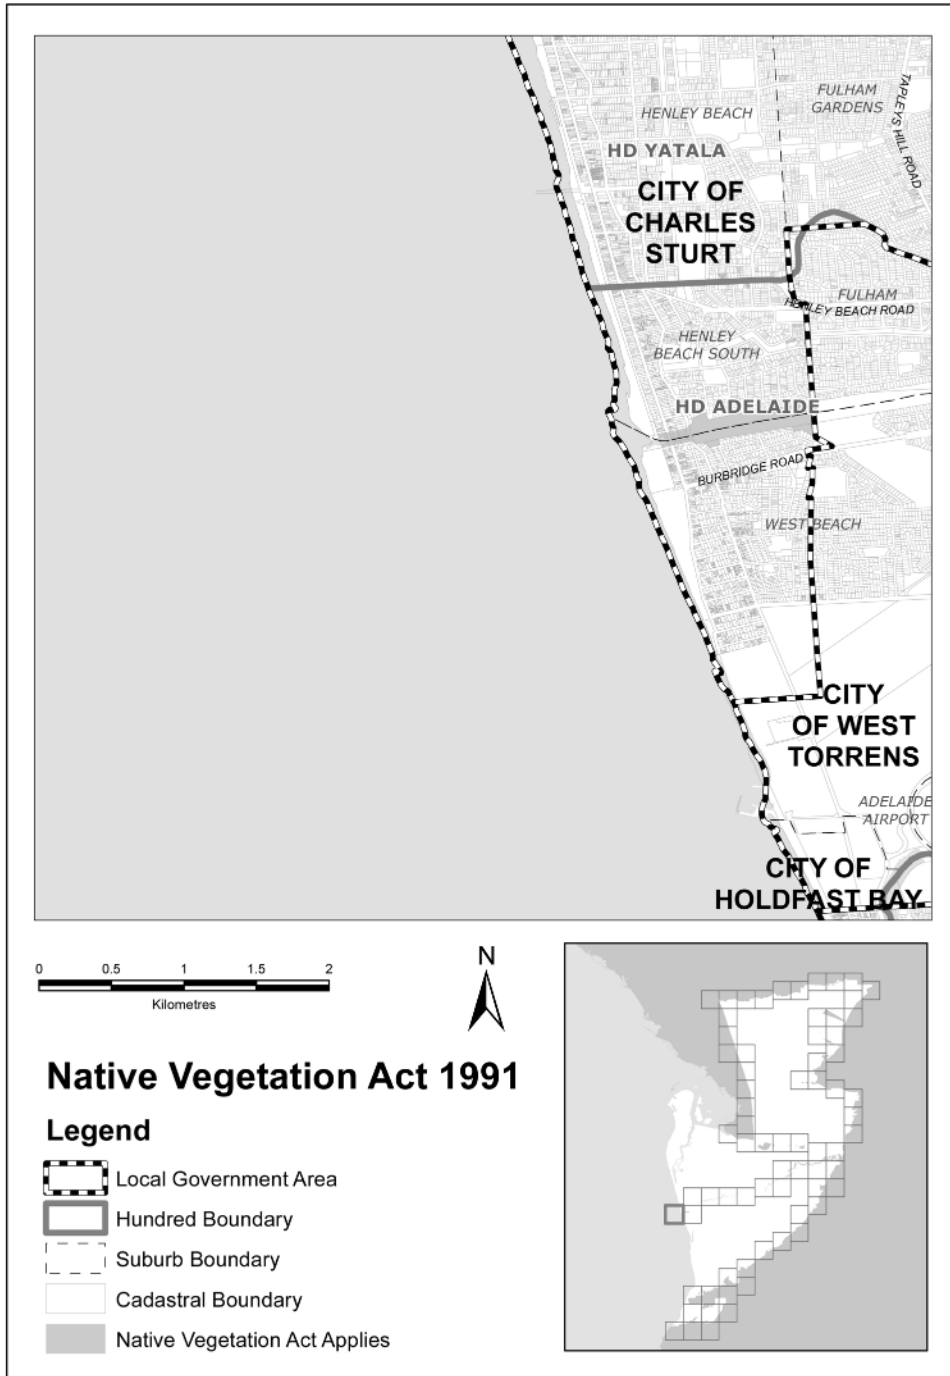 HENLEY BEACH
FULHAM
GARDENS
TAPLEYS HILL ROAD
HD YATALA
CITY OF
CHARLES
STURT
FULHAM
HENLEY BEACH ROAD
HENLEY
BEACH SOUTH
HD ADELAIDE
BURBRIDGE ROAD
WEST BEACH
CITY
OF WEST
TORRENS
ADELAIDE
AIRPORT
CITY OF
HOLDFAST BAY
0 0.5 1 1.5 2
Kilometres
N
Native Vegetation Act 1991
Legend
Local Government Area
Hundred Boundary
Suburb Boundary
Cadastral Boundary
Native Vegetation Act Applies